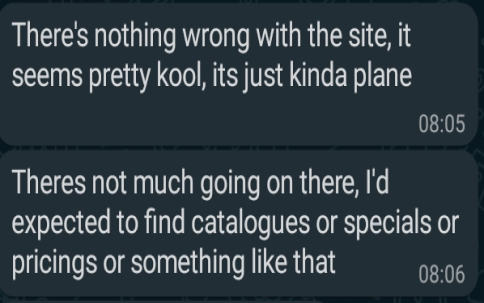 There's nothing wrong with the site, it
seems pretty kool, its just kinda plane
08:05
Theres not much going on there, I'd
expected to find catalogues or specials or
pricings or something like that
08:06